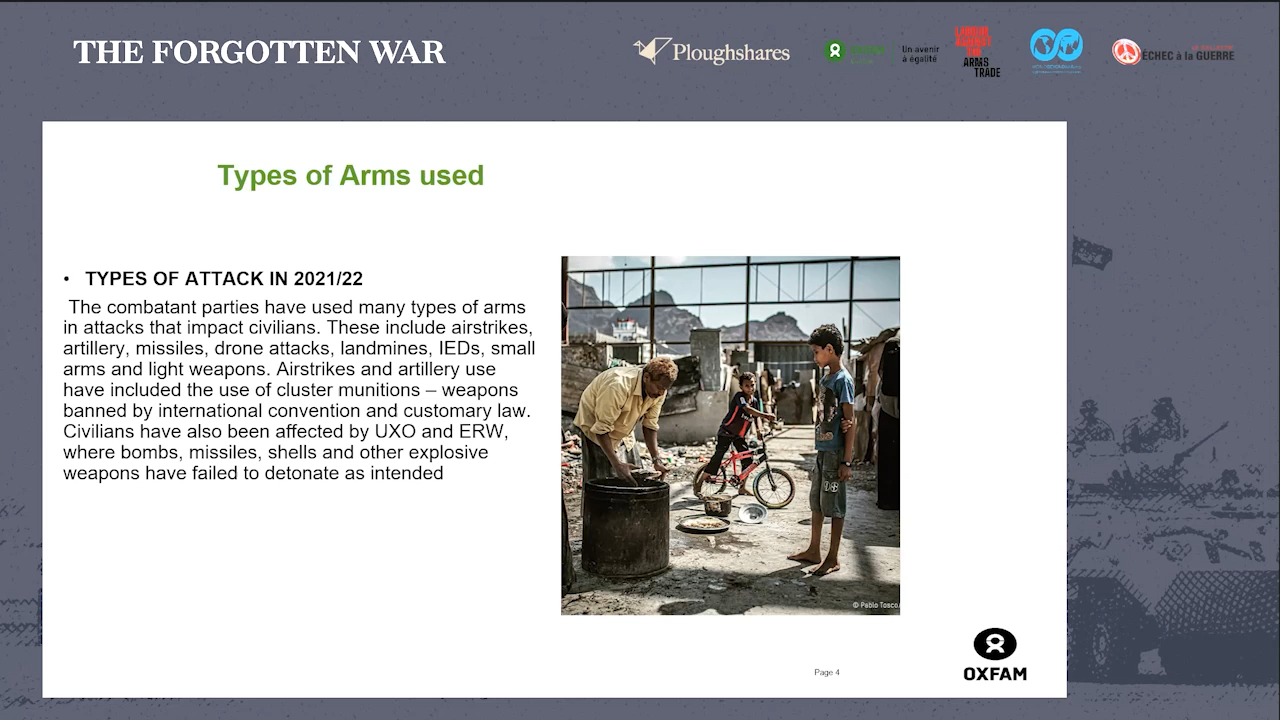 THE FORGOTTEN WAR
Ploughshares
Un avenir
à égalité
LABOUR
AGAINST
THE
ARMS
TRADE
ÉCHEC à la GUERRE
Types of Arms used
• TYPES OF ATTACK IN 2021/22
The combatant parties have used many types of arms
in attacks that impact civilians. These include airstrikes,
artillery, missiles, drone attacks, landmines, IEDs, small
arms and light weapons. Airstrikes and artillery use
have included the use of cluster munitions – weapons
banned by international convention and customary law.
Civilians have also been affected by UXO and ERW,
where bombs, missiles, shells and other explosive
weapons have failed to detonate as intended
© Pablo Tosco
Page 4
OXFAM